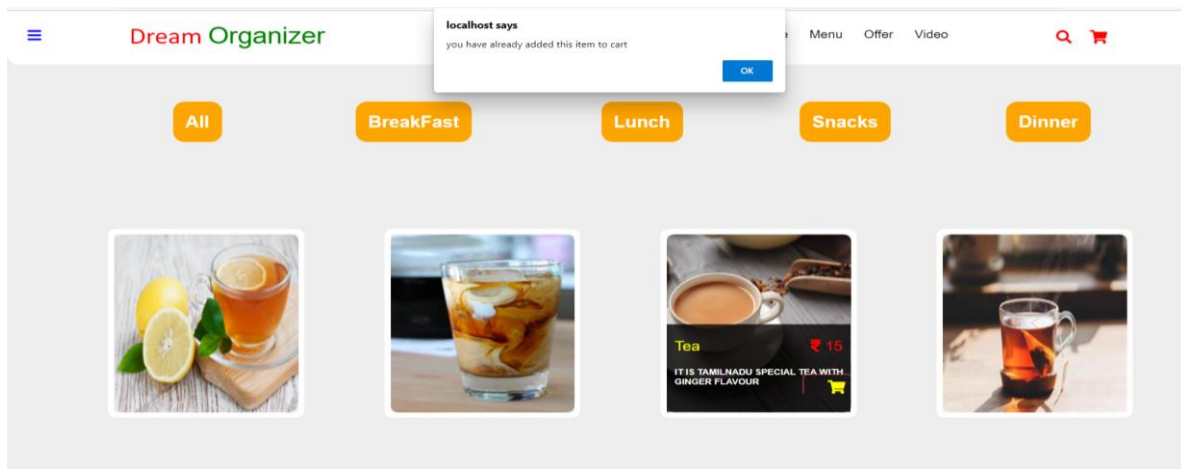 localhost says
you have already added this item to cart
OK
Dream Organizer
Menu Offer Video
All
BreakFast
Lunch
Snacks
Dinner
Tea
₹ 15
IT IS TAMILNADU SPECIAL TEA WITH
GINGER FLAVOUR